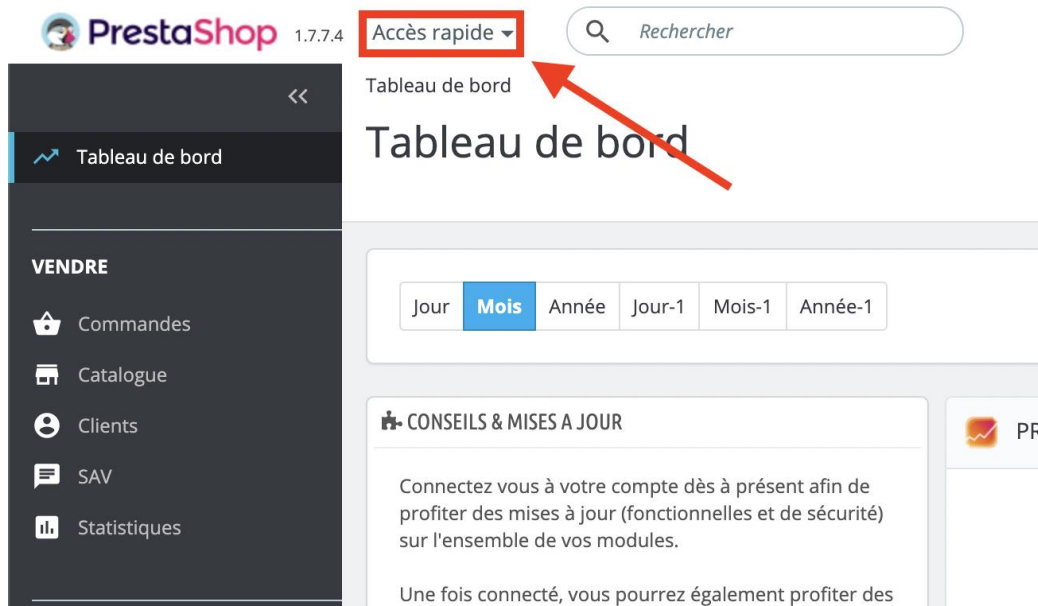 PrestaShop 1.7.7.4 Accès rapide Rechercher
Tableau de bord
Tableau de bord
Tableau de bord
VENDRE
Commandes
Catalogue
Clients
SAV
Statistiques
Jour Mois Année Jour-1 Mois-1 Année-1
CONSEILS & MISES A JOUR
Connectez vous à votre compte dès à présent afin de
profiter des mises à jour (fonctionnelles et de sécurité)
sur l'ensemble de vos modules.
Une fois connecté, vous pourrez également profiter des